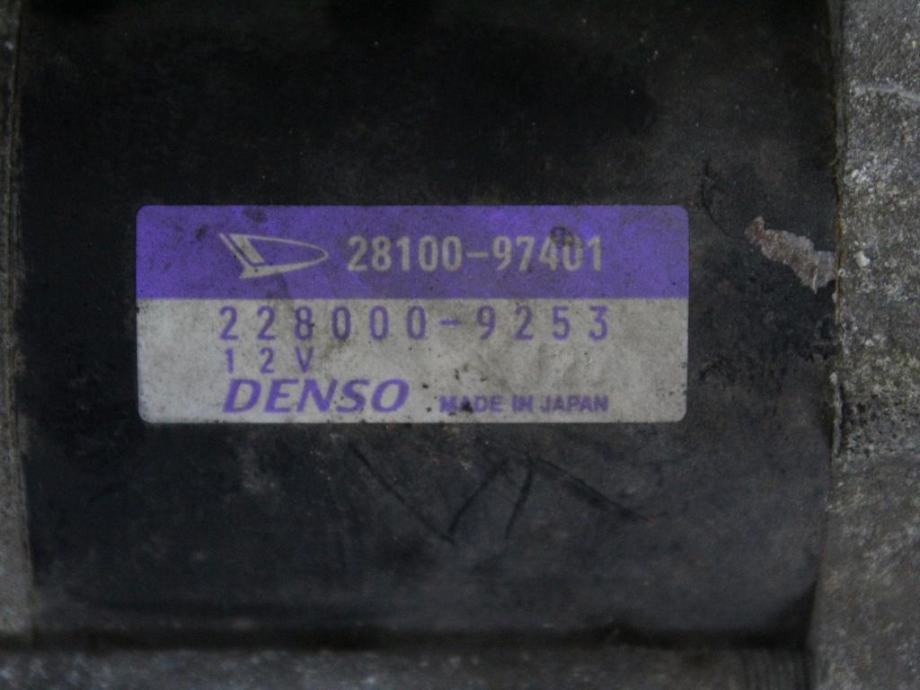 28100-97401
228000-9253
12V
DENSO MADE IN JAPAN